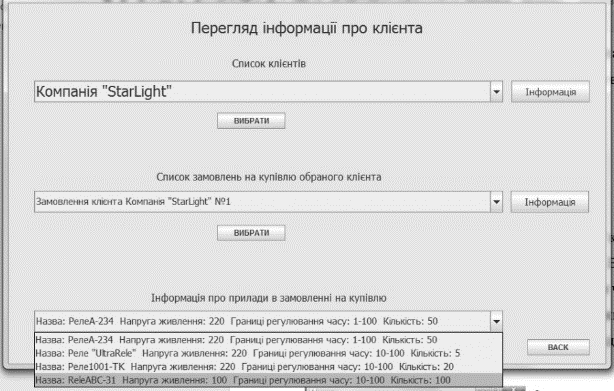 Перегляд інформації про клієнта
Список клієнтів
Компанія "StarLight"
Інформація
ВИБРАТИ
Список замовлень на купівлю обраного клієнта
Замовлення клієнта Компанія "StarLight" №1
Інформація
ВИБРАТИ
Інформація про прилади в замовленні на купівлю
Назва: РелеА-234 Напруга живлення: 220 Границі регулювання часу: 1-100 Кількість: 50
Назва: РелеА-234 Напруга живлення: 220 Границі регулювання часу: 1-100 Кількість: 50
Назва: Реле "UltraRele" Напруга живлення: 220 Границі регулювання часу: 10-100 Кількість: 5
Назва: Реле1001-ТК Напруга живлення: 220 Границі регулювання часу: 10-100 Кількість: 20
Назва: ReleABC-31 Напруга живлення: 100 Границі регулювання часу: 10-100 Кількість: 100
BACK